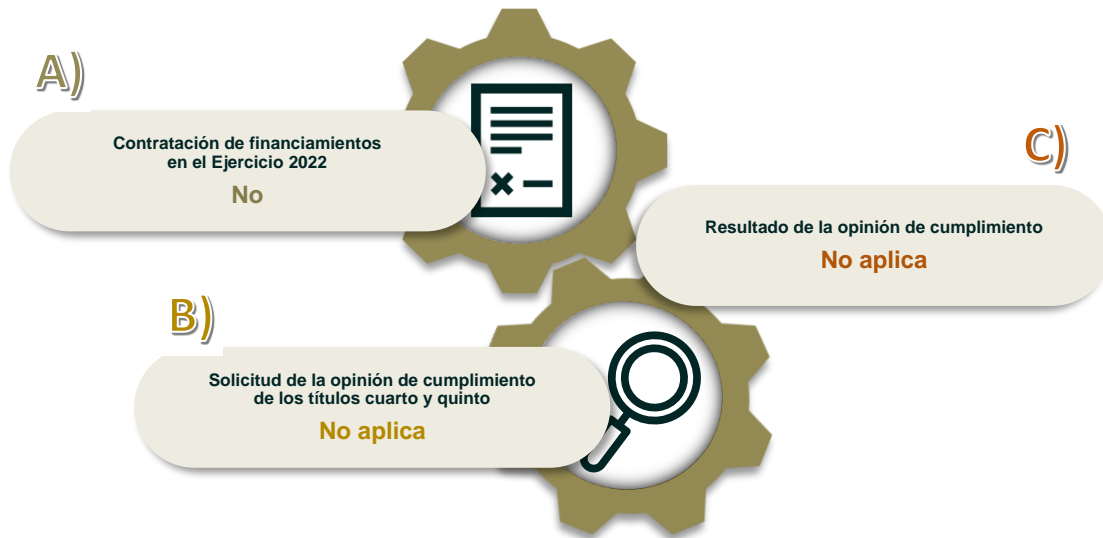 A)
Contratación de financiamientos
en el Ejercicio 2022
No
B)
Solicitud de la opinión de cumplimiento
de los títulos cuarto y quinto
No aplica
C)
Resultado de la opinión de cumplimiento
No aplica